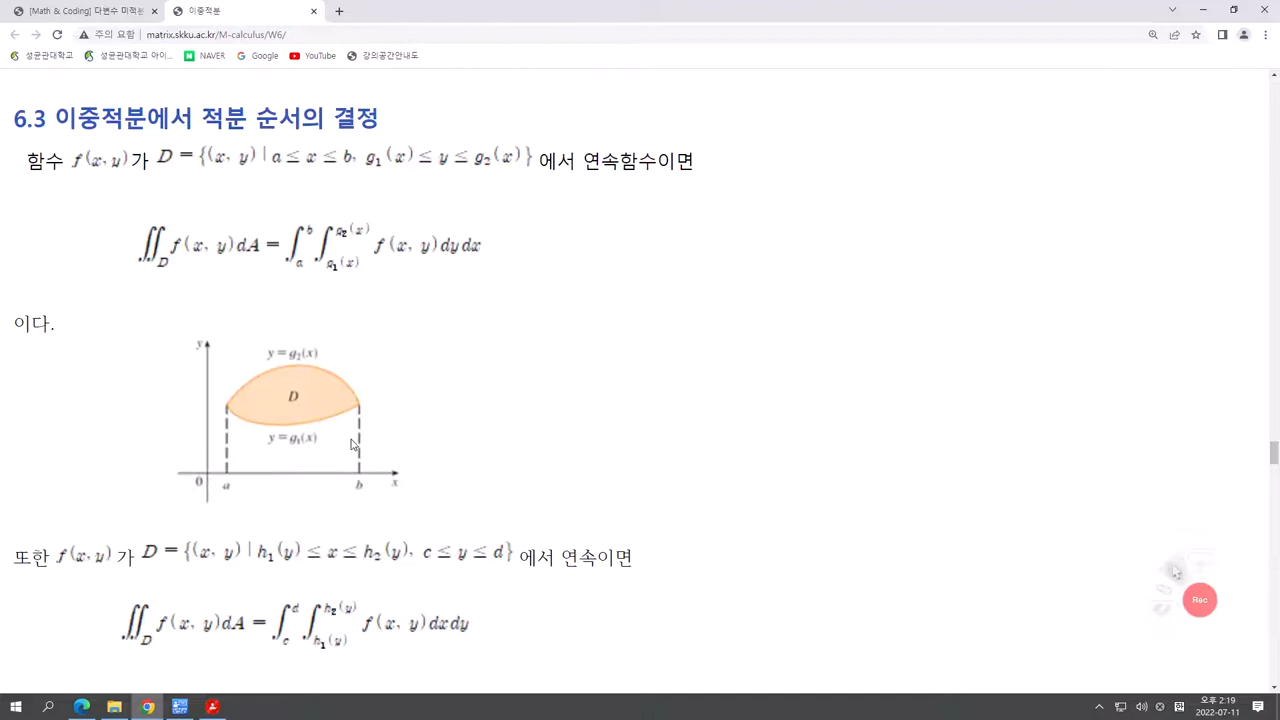 [Math & Coding] 다변수 미적분
이중적분
주의 요함 | matrix.skku.ac.kr/M-calculus/W6/
성균관대학교 성균관대학교 아이... NAVER Google YouTube 강의공간안내도
6.3 이중적분에서 적분 순서의 결정
함수 f(x, y) 가 D = {(x, y) | a ≤ x ≤ b, g₁(x) ≤ y ≤ g₂(x)} 에서 연속함수이면
∬_D f(x, y)dA = ∫_a^b ∫_{g₁(x)}^{g₂(x)} f(x, y)dydx
이다.
y
y = g₂(x)
D
y = g₁(x)
0 a b x
또한 f(x, y) 가 D = {(x, y) | h₁(y) ≤ x ≤ h₂(y), c ≤ y ≤ d} 에서 연속이면
∬_D f(x, y)dA = ∫_c^d ∫_{h₁(y)}^{h₂(y)} f(x, y)dxdy
Rec
오후 2:19
2022-07-11